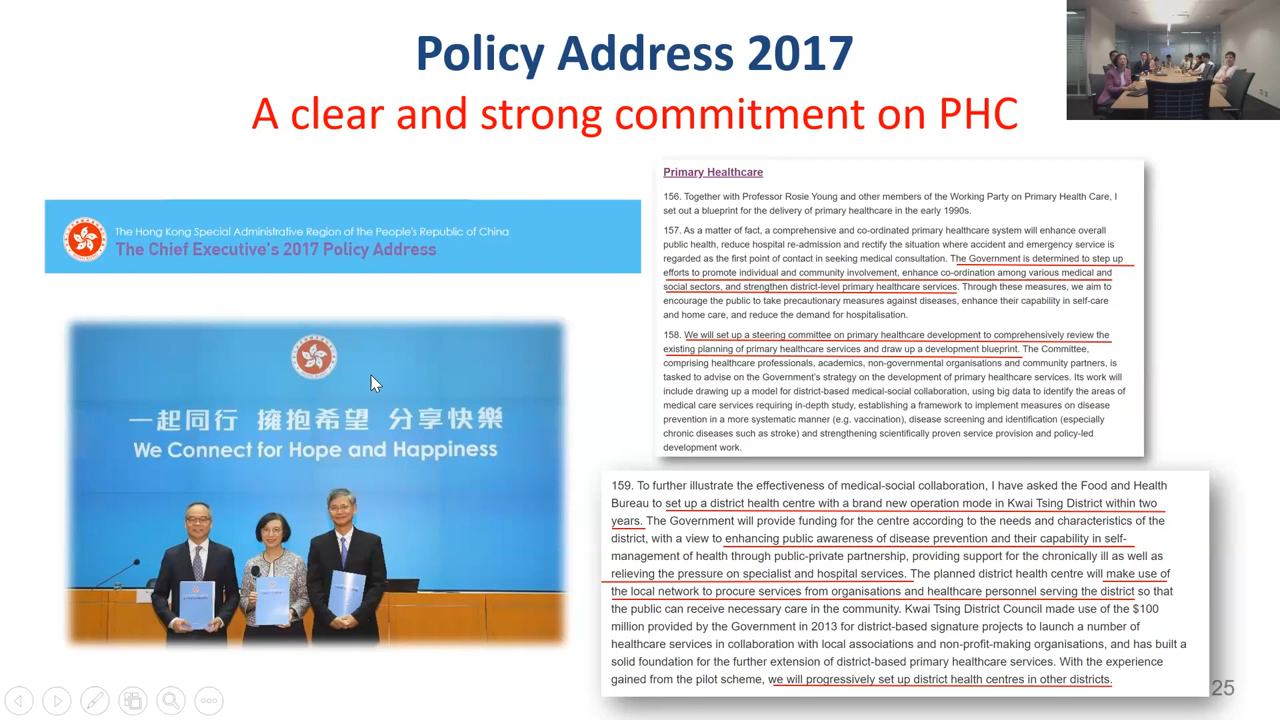 Policy Address 2017
A clear and strong commitment on PHC
The Hong Kong Special Administrative Region of the People's Republic of China
The Chief Executive's 2017 Policy Address
一起同行 擁抱希望 分享快樂
We Connect for Hope and Happiness
Primary Healthcare
156. Together with Professor Rosie Young and other members of the Working Party on Primary Health Care, I
set out a blueprint for the delivery of primary healthcare in the early 1990s.
157. As a matter of fact, a comprehensive and co-ordinated primary healthcare system will enhance overall
public health, reduce hospital re-admission and rectify the situation where accident and emergency service is
regarded as the first point of contact in seeking medical consultation. The Government is determined to step up
efforts to promote individual and community involvement, enhance co-ordination among various medical and
social sectors, and strengthen district-level primary healthcare services. Through these measures, we aim to
encourage the public to take precautionary measures against diseases, enhance their capability in self-care
and home care, and reduce the demand for hospitalisation.
158. We will set up a steering committee on primary healthcare development to comprehensively review the
existing planning of primary healthcare services and draw up a development blueprint. The Committee,
comprising healthcare professionals, academics, non-governmental organisations and community partners, is
tasked to advise on the Government's strategy on the development of primary healthcare services. Its work will
include drawing up a model for district-based medical-social collaboration, using big data to identify the areas of
medical care services requiring in-depth study, establishing a framework to implement measures on disease
prevention in a more systematic manner (e.g. vaccination), disease screening and identification (especially
chronic diseases such as stroke) and strengthening scientifically proven service provision and policy-led
development work.
159. To further illustrate the effectiveness of medical-social collaboration, I have asked the Food and Health
Bureau to set up a district health centre with a brand new operation mode in Kwai Tsing District within two
years. The Government will provide funding for the centre according to the needs and characteristics of the
district, with a view to enhancing public awareness of disease prevention and their capability in self-
management of health through public-private partnership, providing support for the chronically ill as well as
relieving the pressure on specialist and hospital services. The planned district health centre will make use of
the local network to procure services from organisations and healthcare personnel serving the district so that
the public can receive necessary care in the community. Kwai Tsing District Council made use of the $100
million provided by the Government in 2013 for district-based signature projects to launch a number of
healthcare services in collaboration with local associations and non-profit-making organisations, and has built a
solid foundation for the further extension of district-based primary healthcare services. With the experience
gained from the pilot scheme, we will progressively set up district health centres in other districts.
25